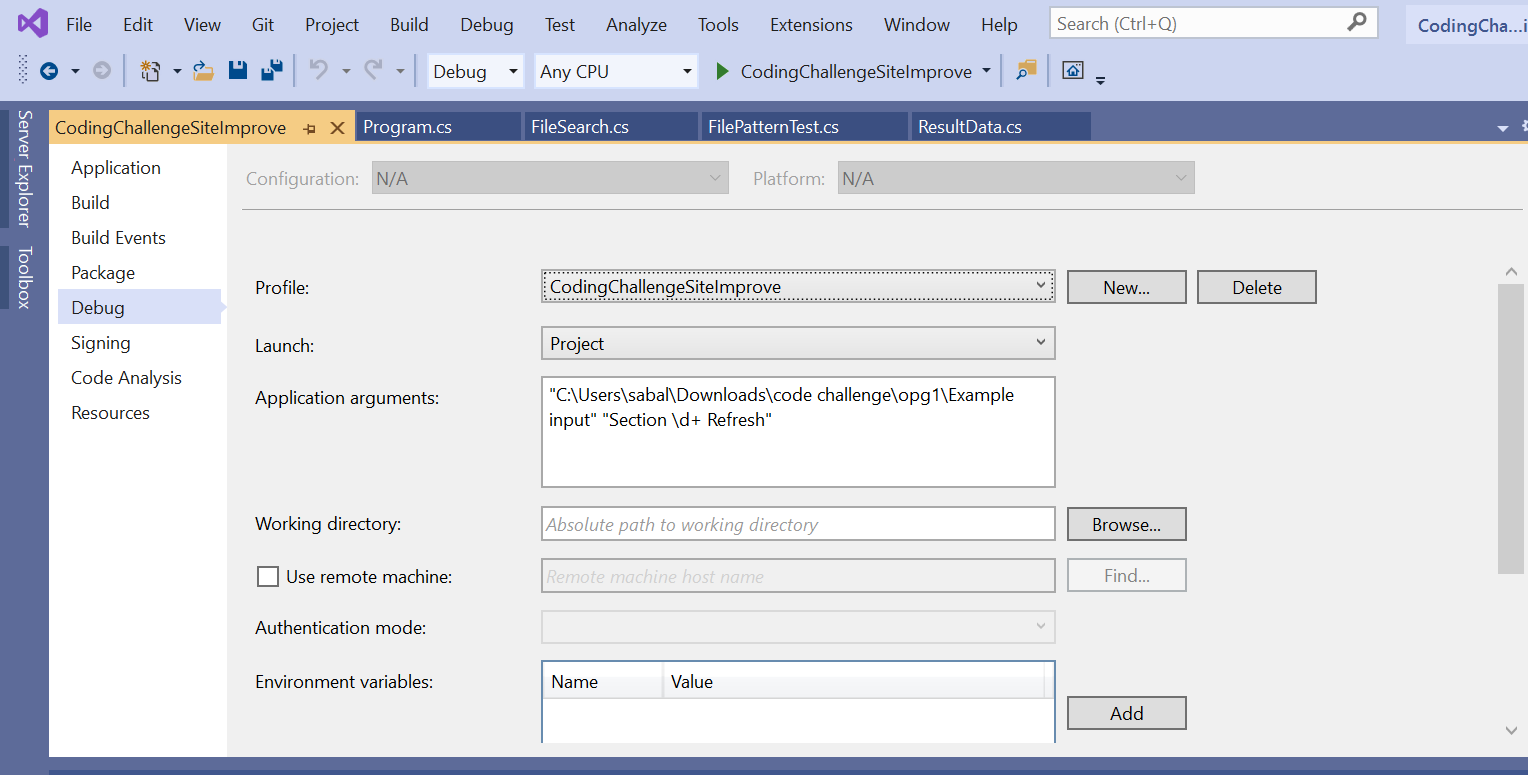 File Edit View Git Project Build Debug Test Analyze Tools Extensions Window Help Search (Ctrl+Q) CodingCha...i
Debug Any CPU CodingChallengeSiteImprove
Server Explorer
Toolbox
CodingChallengeSiteImprove Program.cs FileSearch.cs FilePatternTest.cs ResultData.cs
Application
Build
Build Events
Package
Debug
Signing
Code Analysis
Resources
Configuration: N/A Platform: N/A
Profile: CodingChallengeSiteImprove New... Delete
Launch: Project
Application arguments: "C:\Users\sabal\Downloads\code challenge\opg1\Example
input" "Section \d+ Refresh"
Working directory: Absolute path to working directory Browse...
Use remote machine: Remote machine host name Find...
Authentication mode:
Environment variables: Name Value
Add